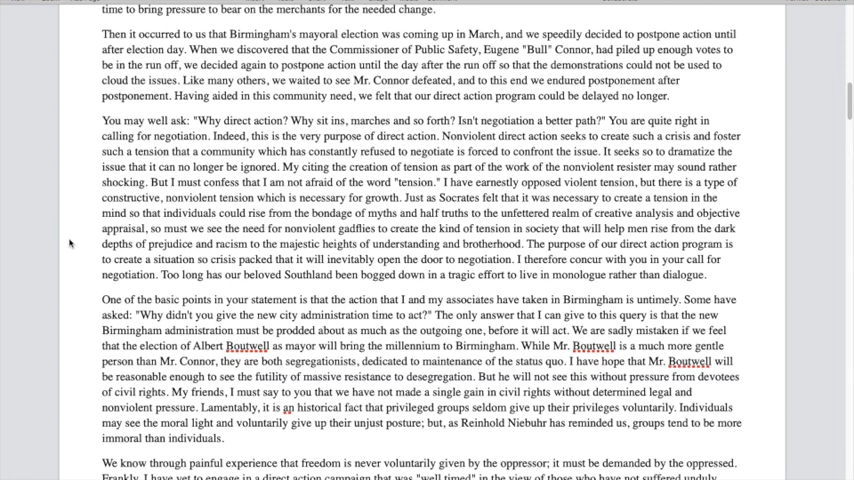 time to bring pressure to bear on the merchants for the needed change.
Then it occurred to us that Birmingham's mayoral election was coming up in March, and we speedily decided to postpone action until
after election day. When we discovered that the Commissioner of Public Safety, Eugene "Bull" Connor, had piled up enough votes to
be in the run off, we decided again to postpone action until the day after the run off so that the demonstrations could not be used to
cloud the issues. Like many others, we waited to see Mr. Connor defeated, and to this end we endured postponement after
postponement. Having aided in this community need, we felt that our direct action program could be delayed no longer.
You may well ask: "Why direct action? Why sit ins, marches and so forth? Isn't negotiation a better path?" You are quite right in
calling for negotiation. Indeed, this is the very purpose of direct action. Nonviolent direct action seeks to create such a crisis and foster
such a tension that a community which has constantly refused to negotiate is forced to confront the issue. It seeks so to dramatize the
issue that it can no longer be ignored. My citing the creation of tension as part of the work of the nonviolent resister may sound rather
shocking. But I must confess that I am not afraid of the word "tension." I have earnestly opposed violent tension, but there is a type of
constructive, nonviolent tension which is necessary for growth. Just as Socrates felt that it was necessary to create a tension in the
mind so that individuals could rise from the bondage of myths and half truths to the unfettered realm of creative analysis and objective
appraisal, so must we see the need for nonviolent gadflies to create the kind of tension in society that will help men rise from the dark
depths of prejudice and racism to the majestic heights of understanding and brotherhood. The purpose of our direct action program is
to create a situation so crisis packed that it will inevitably open the door to negotiation. I therefore concur with you in your call for
negotiation. Too long has our beloved Southland been bogged down in a tragic effort to live in monologue rather than dialogue.
One of the basic points in your statement is that the action that I and my associates have taken in Birmingham is untimely. Some have
asked: "Why didn't you give the new city administration time to act?" The only answer that I can give to this query is that the new
Birmingham administration must be prodded about as much as the outgoing one, before it will act. We are sadly mistaken if we feel
that the election of Albert Boutwell as mayor will bring the millennium to Birmingham. While Mr. Boutwell is a much more gentle
person than Mr. Connor, they are both segregationists, dedicated to maintenance of the status quo. I have hope that Mr. Boutwell will
be reasonable enough to see the futility of massive resistance to desegregation. But he will not see this without pressure from devotees
of civil rights. My friends, I must say to you that we have not made a single gain in civil rights without determined legal and
nonviolent pressure. Lamentably, it is an historical fact that privileged groups seldom give up their privileges voluntarily. Individuals
may see the moral light and voluntarily give up their unjust posture; but, as Reinhold Niebuhr has reminded us, groups tend to be more
immoral than individuals.
We know through painful experience that freedom is never voluntarily given by the oppressor; it must be demanded by the oppressed.
Frankly, I have yet to engage in a direct action campaign that was "well timed" in the view of those who have not suffered unduly